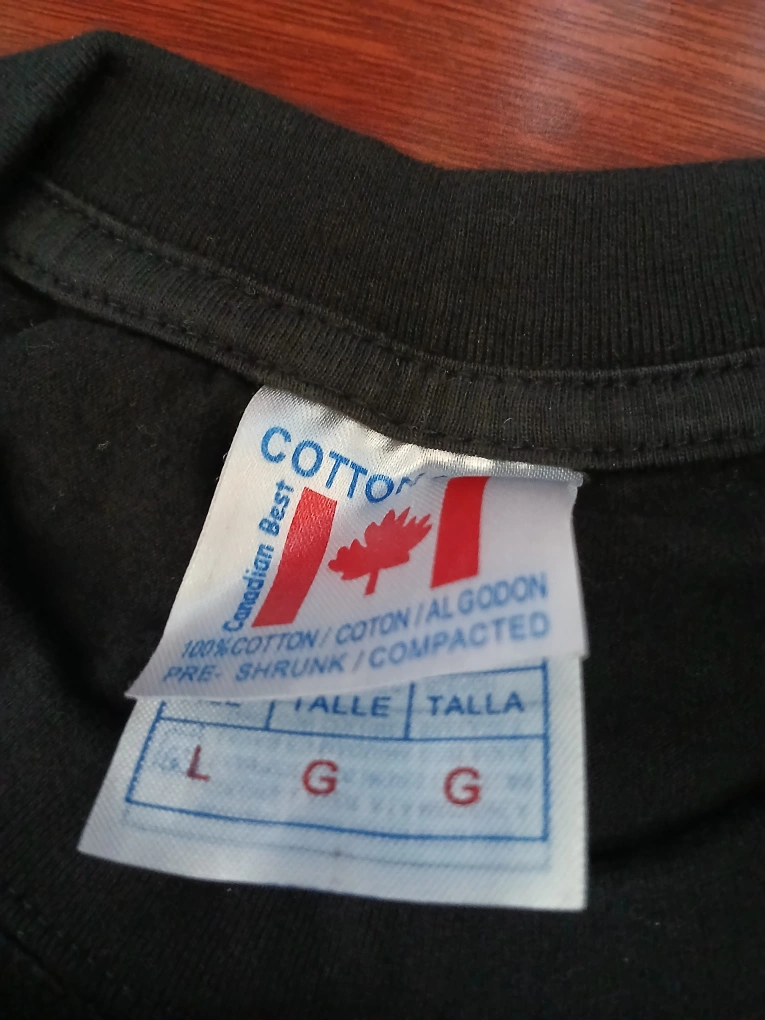 COTTON
Canadian Best
100% COTTON / COTON / ALGODON
PRE- SHRUNK / COMPACTED
TALLE TALLA
L G G